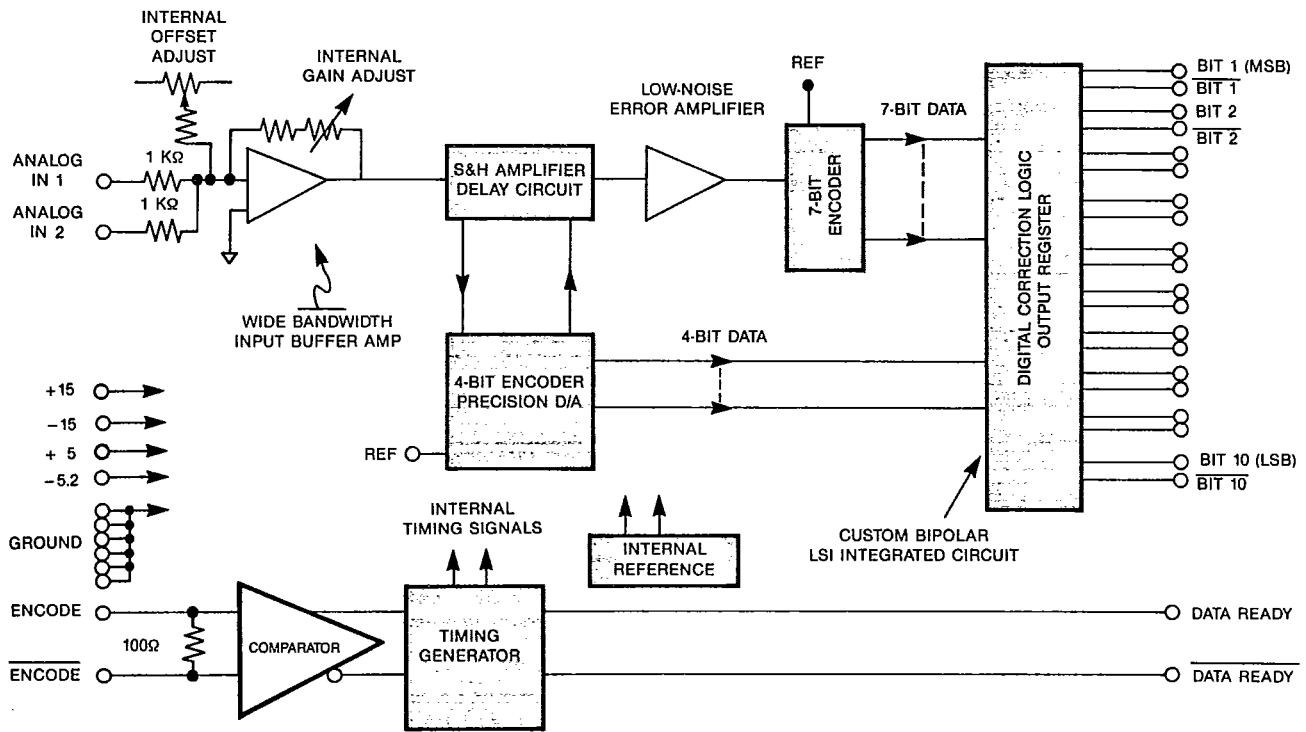 INTERNAL
OFFSET
ADJUST
INTERNAL
GAIN ADJUST
ANALOG
IN 1
1 KΩ
ANALOG
IN 2
1 KΩ
WIDE BANDWIDTH
INPUT BUFFER AMP
S&H AMPLIFIER
DELAY CIRCUIT
LOW-NOISE
ERROR AMPLIFIER
REF
7-BIT
ENCODER
7-BIT DATA
4-BIT ENCODER
PRECISION D/A
REF
4-BIT DATA
DIGITAL CORRECTION LOGIC
OUTPUT REGISTER
BIT 1 (MSB)
BIT 1
BIT 2
BIT 2
BIT 10 (LSB)
BIT 10
CUSTOM BIPOLAR
LSI INTEGRATED CIRCUIT
+15
−15
+ 5
−5.2
GROUND
INTERNAL
TIMING SIGNALS
INTERNAL
REFERENCE
ENCODE
100Ω
ENCODE
COMPARATOR
TIMING
GENERATOR
DATA READY
DATA READY